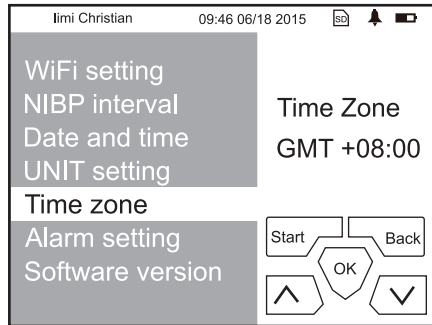 limi Christian 09:46 06/18 2015 SD
WiFi setting
NIBP interval
Date and time
UNIT setting
Time zone
Alarm setting
Software version
Time Zone
GMT +08:00
Start Back
OK